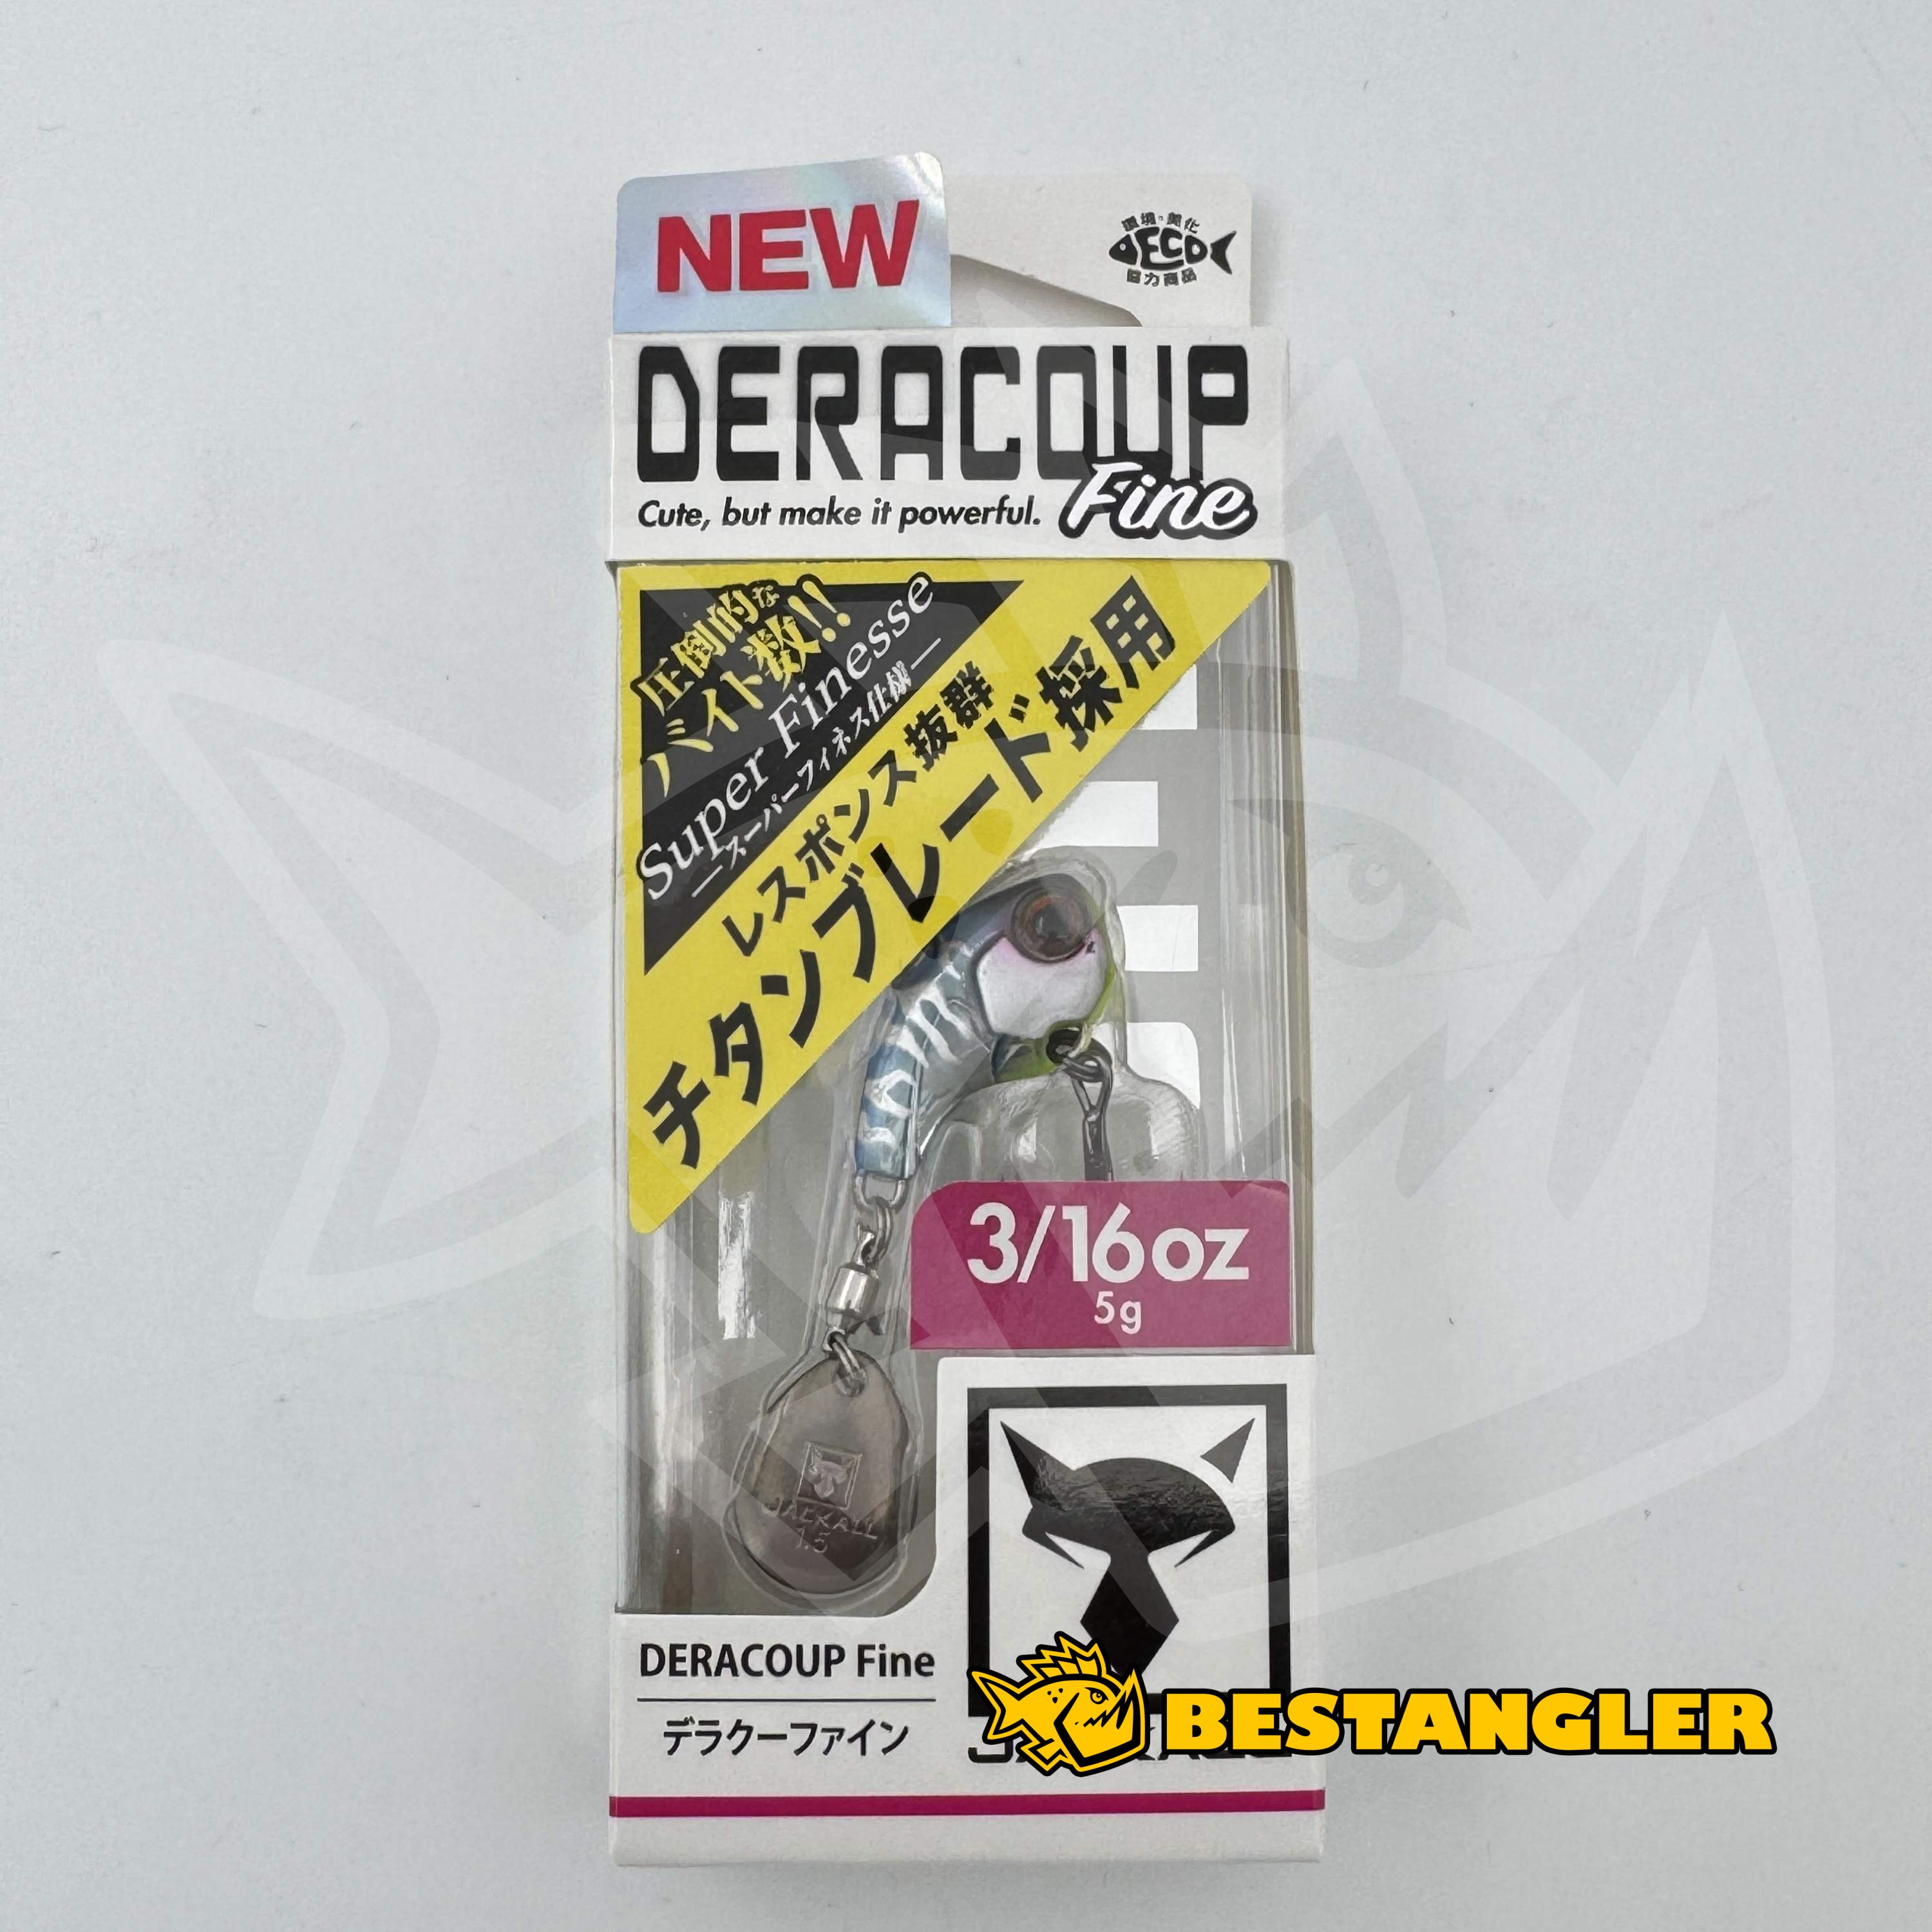 NEW
環境・美化
ECO
協力商品
DERACOUP
Fine
Cute, but make it powerful.
圧倒的な
バイト数!!
Super Finesse
スーパーフィネス仕様
レスポンス抜群
チタンブレード採用
3/16oz
5g
JACKALL
1.5
DERACOUP Fine
デラクーファイン
BESTANGLER